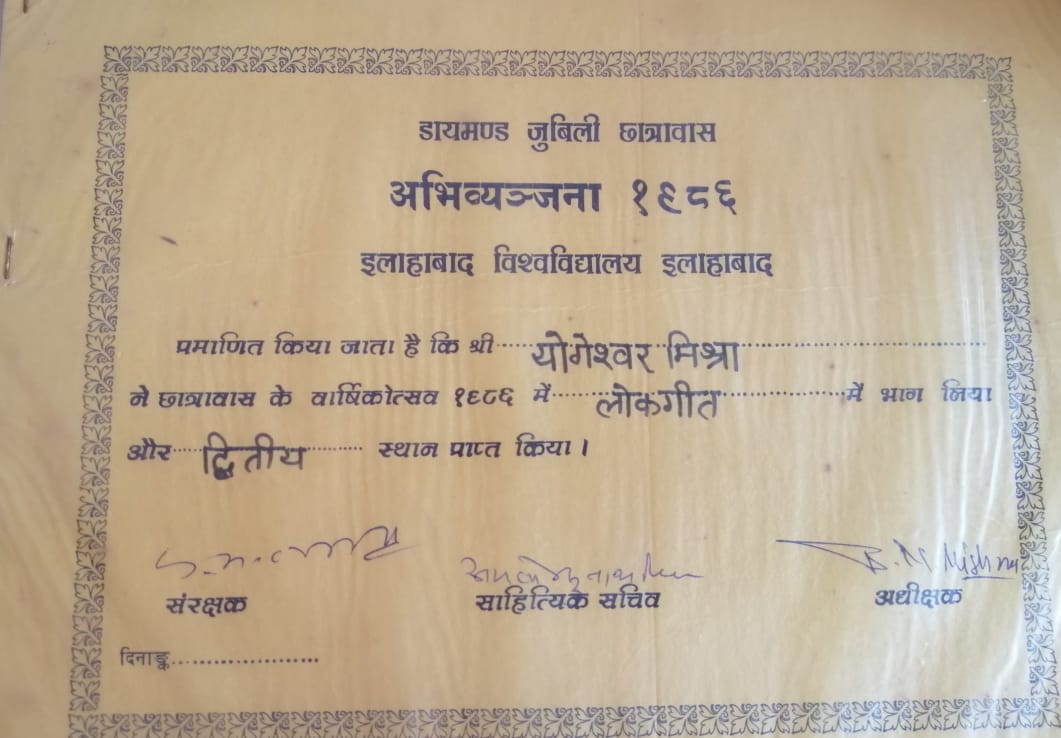 डायमण्ड जुबिली छात्रावास
अभिव्यञ्जना १९८६
इलाहाबाद विश्वविद्यालय इलाहाबाद
प्रमाणित किया जाता है कि श्री योगेश्वर मिश्रा
ने छात्रावास के वार्षिकोत्सव १९८६ में लोकगीत में भाग लिया
और द्वितीय स्थान प्राप्त किया।
B. N. Mishra
संरक्षक साहित्यिक सचिव अधीक्षक
दिनाङ्क